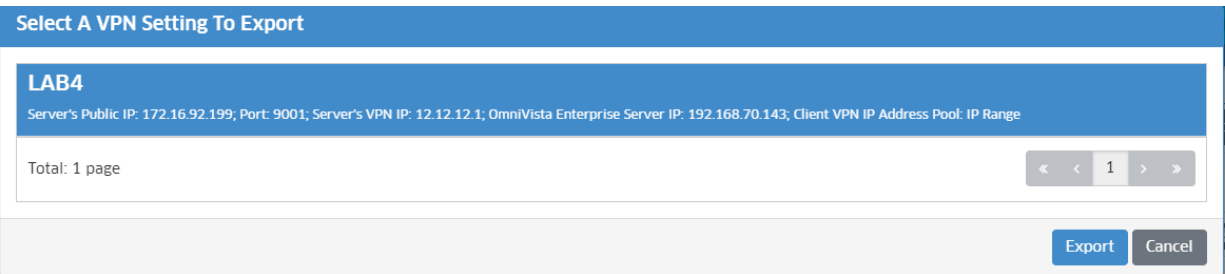 Select A VPN Setting To Export
LAB4
Server's Public IP: 172.16.92.199; Port: 9001; Server's VPN IP: 12.12.12.1; OmniVista Enterprise Server IP: 192.168.70.143; Client VPN IP Address Pool: IP Range
Total: 1 page
« ‹ 1 › »
Export Cancel